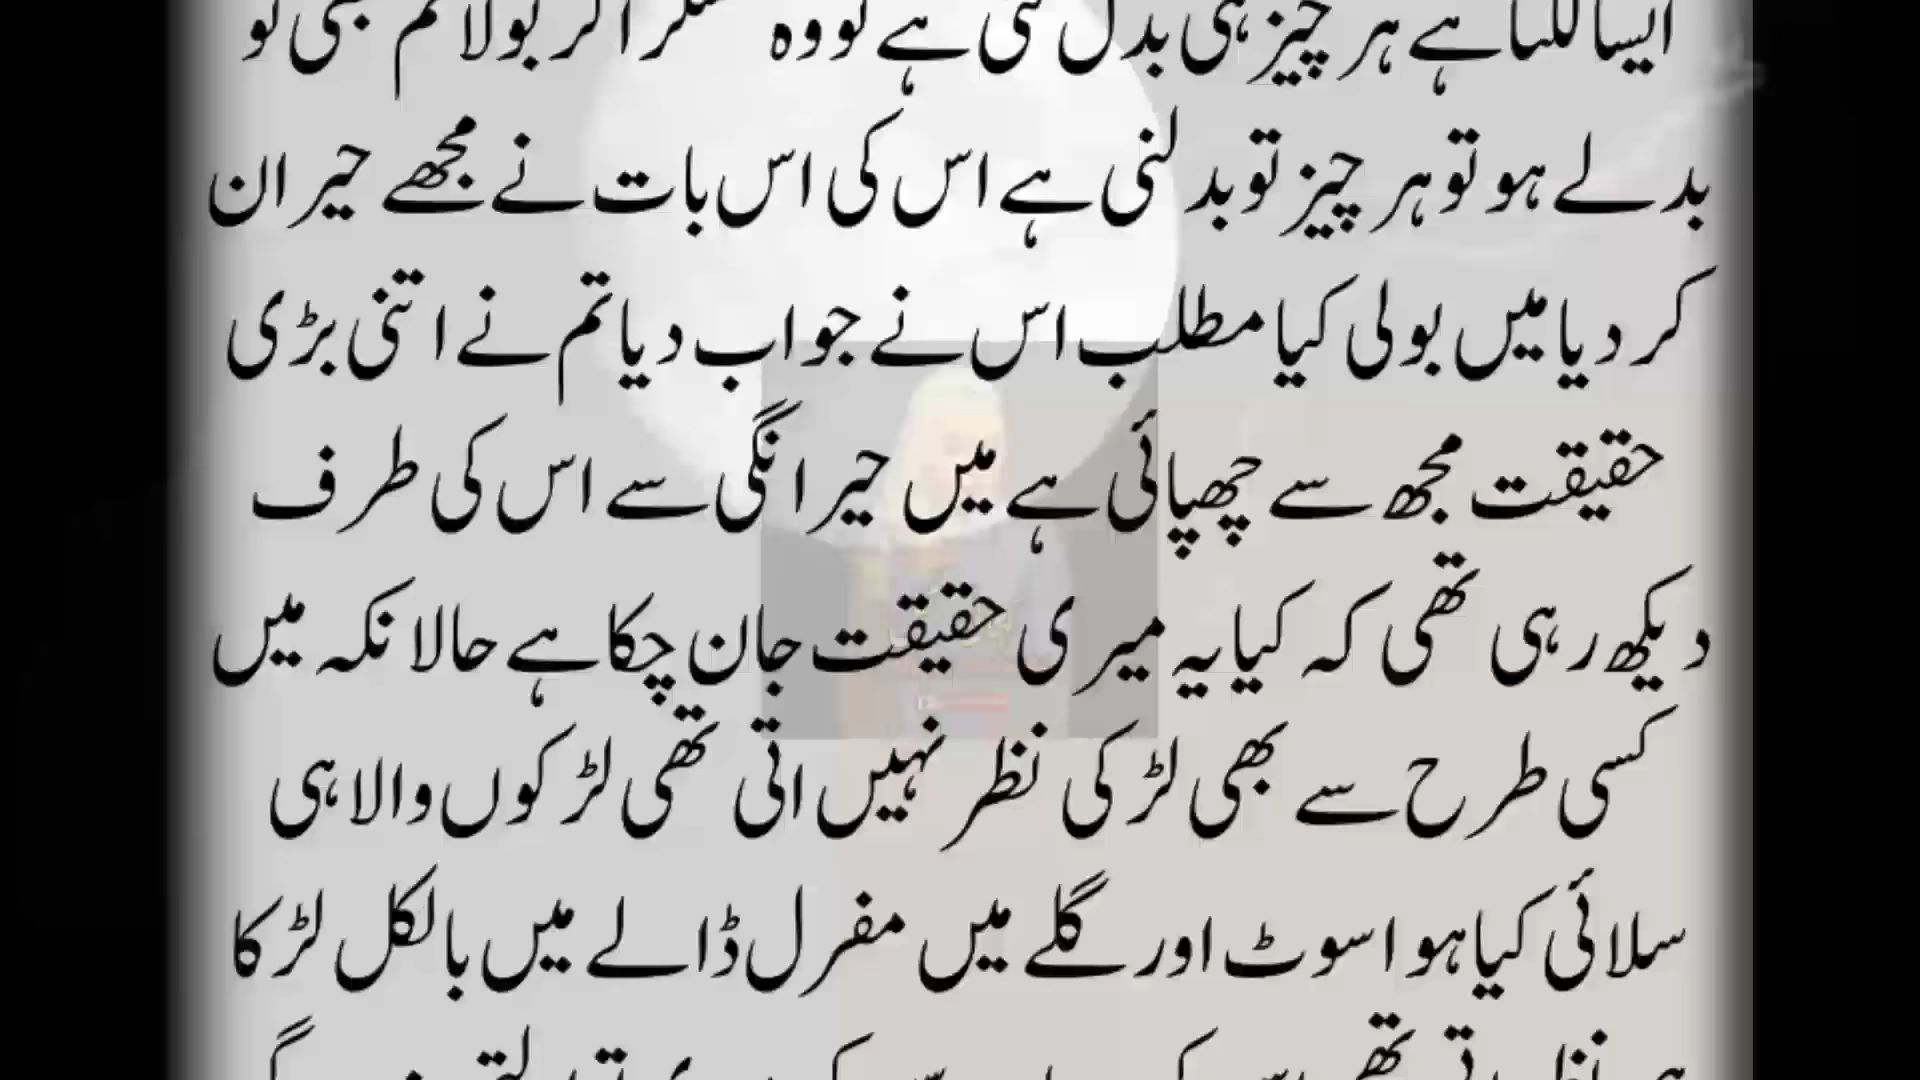 ایسا لگتا ہے ہر چیز ہی بدل گئی ہے تو وہ مسکرا کر بولا تم بھی تو
بدلے ہو تو ہر چیز تو بدلنی ہے اس کی اس بات نے مجھے حیران
کر دیا میں بولی کیا مطلب اس نے جواب دیا تم نے اتنی بڑی
حقیقت مجھ سے چھپائی ہے میں حیرانگی سے اس کی طرف
دیکھ رہی تھی کہ کیا یہ میری حقیقت جان چکا ہے حالانکہ میں
کسی طرح سے بھی لڑکی نظر نہیں اتی تھی لڑکوں والا ہی
سلائی کیا ہوا سوٹ اور گلے میں مفرل ڈالے میں بالکل لڑکا